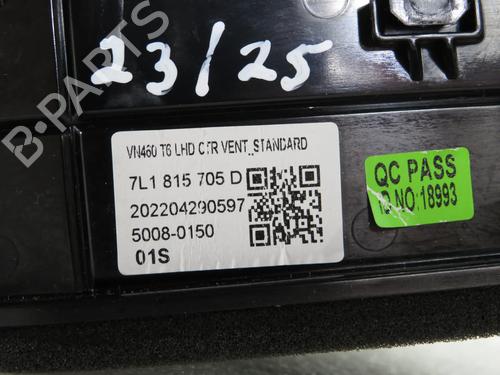 23/25
B-PARTS
VN460 T6 LHD CTR VENT_STANDARD
7L1 815 705 D
202204290597
5008-0150
01S
QC PASS
ID NO:18993